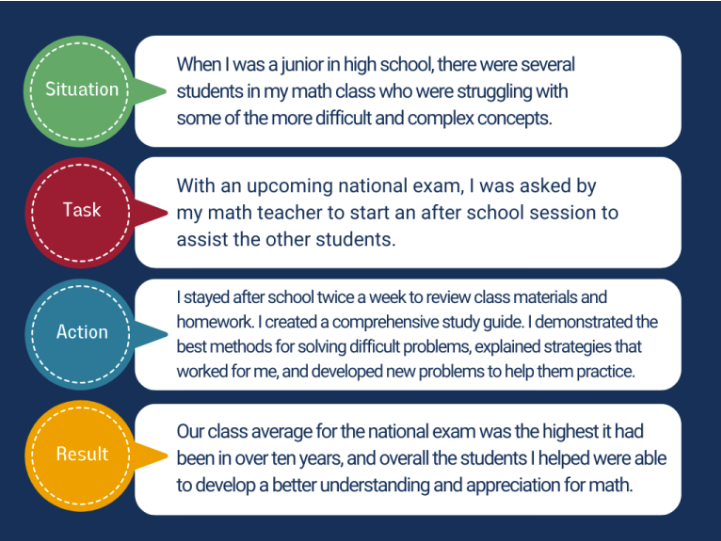 Situation
When I was a junior in high school, there were several
students in my math class who were struggling with
some of the more difficult and complex concepts.
Task
With an upcoming national exam, I was asked by
my math teacher to start an after school session to
assist the other students.
Action
I stayed after school twice a week to review class materials and
homework. I created a comprehensive study guide. I demonstrated the
best methods for solving difficult problems, explained strategies that
worked for me, and developed new problems to help them practice.
Result
Our class average for the national exam was the highest it had
been in over ten years, and overall the students I helped were able
to develop a better understanding and appreciation for math.